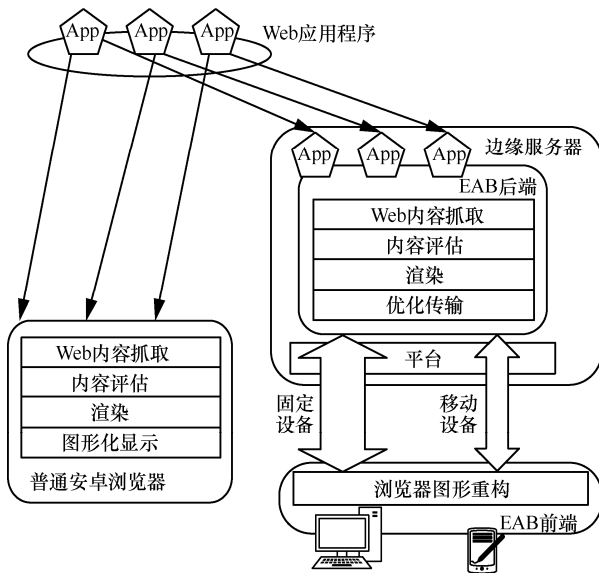 App
App
App
Web应用程序
App
App
App
边缘服务器
EAB后端
Web内容抓取
内容评估
渲染
优化传输
平台
Web内容抓取
内容评估
渲染
图形化显示
普通安卓浏览器
固定
设备
移动
设备
浏览器图形重构
EAB前端